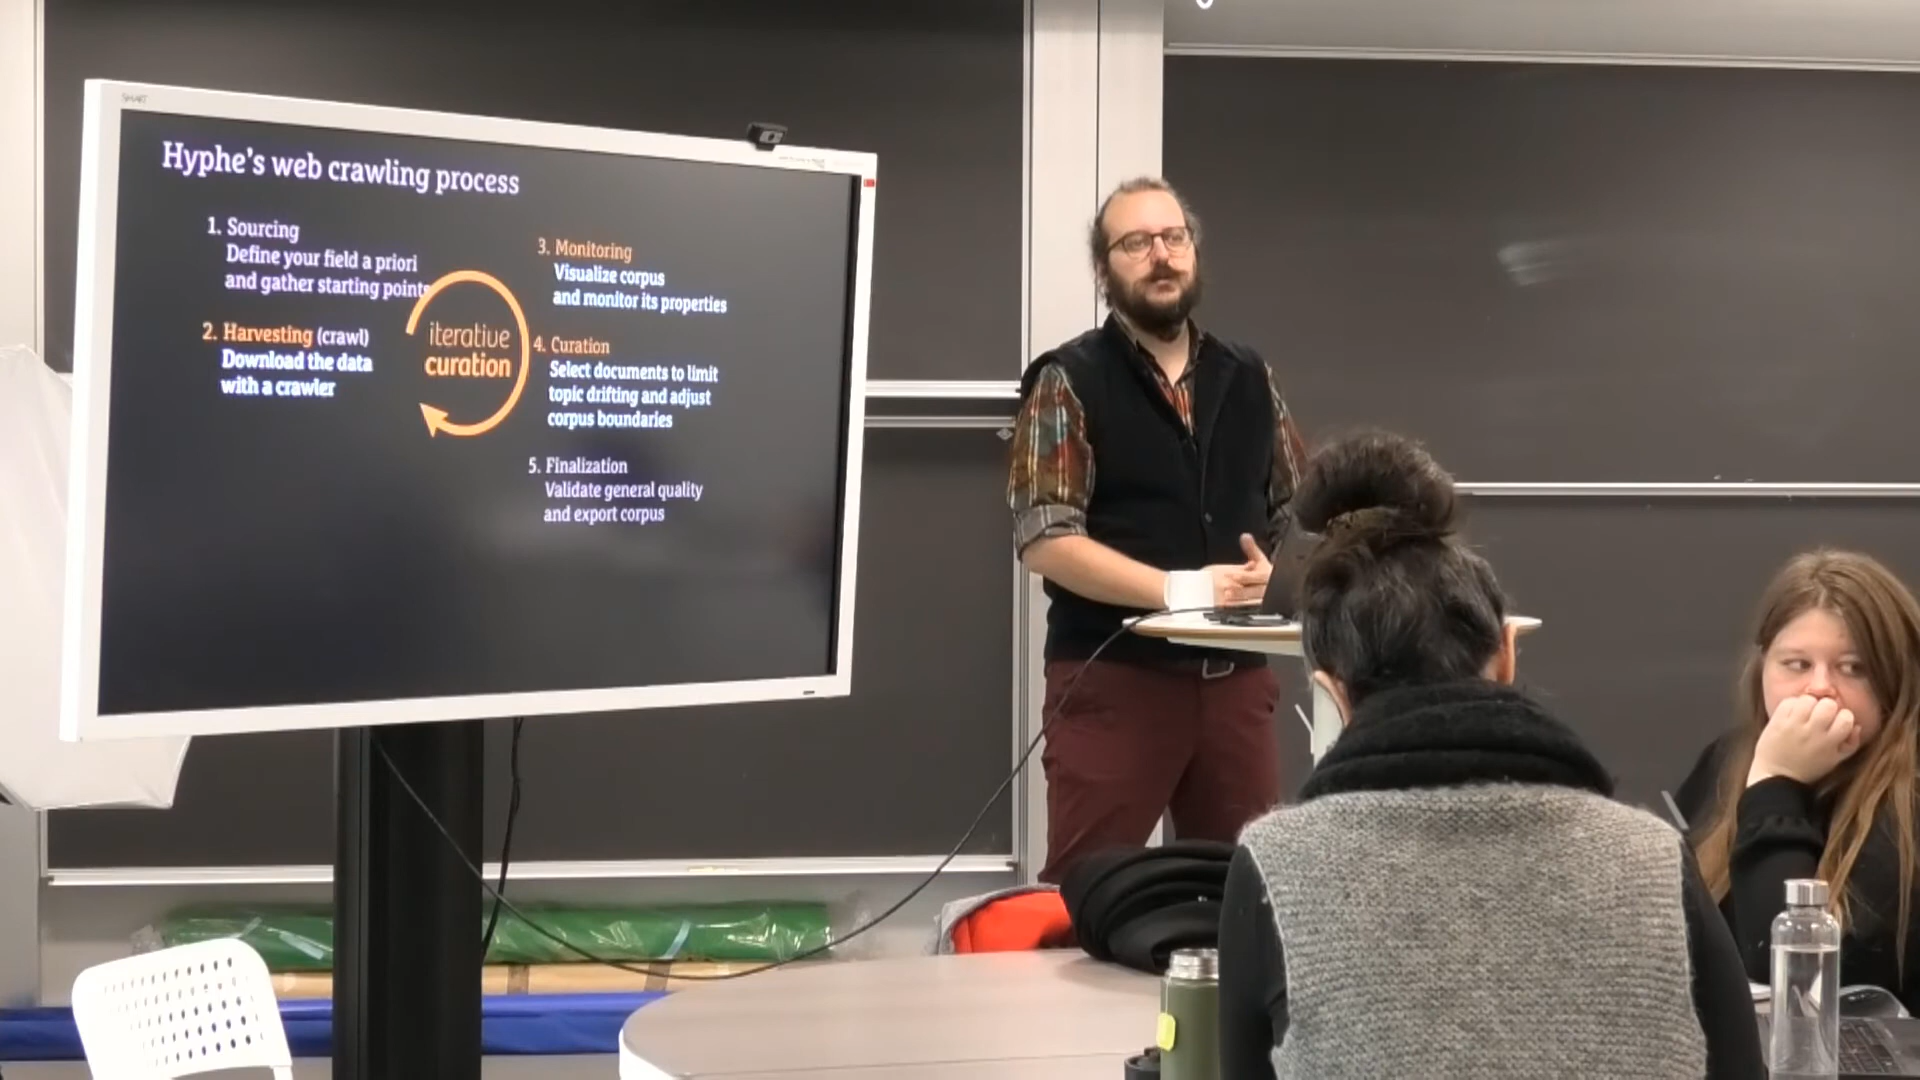 SMART
Hyphe's web crawling process
1. Sourcing
Define your field a priori
and gather starting points
2. Harvesting (crawl)
Download the data
with a crawler
iterative
curation
3. Monitoring
Visualize corpus
and monitor its properties
4. Curation
Select documents to limit
topic drifting and adjust
corpus boundaries
5. Finalization
Validate general quality
and export corpus